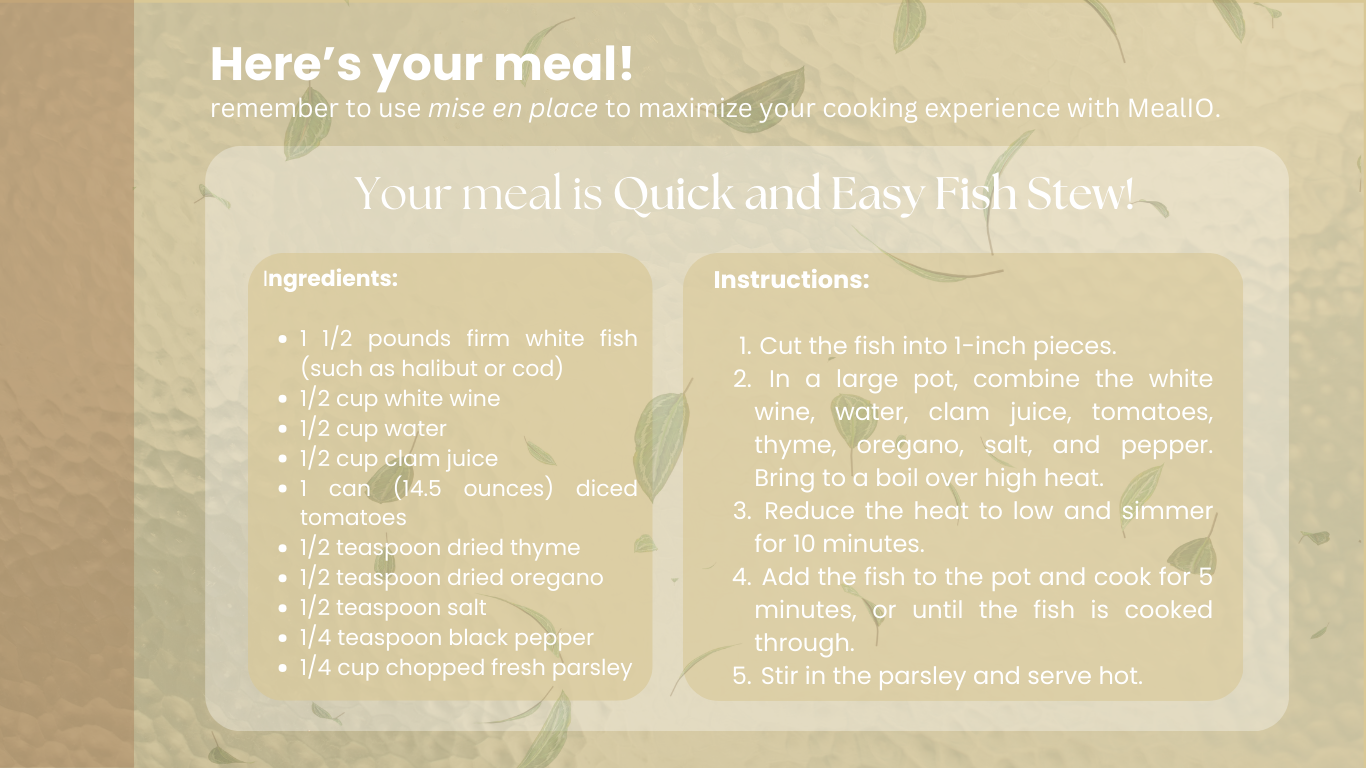 Here’s your meal!
remember to use mise en place to maximize your cooking experience with MealIO.
Your meal is Quick and Easy Fish Stew!
Ingredients:
• 1 1/2 pounds firm white fish
(such as halibut or cod)
• 1/2 cup white wine
• 1/2 cup water
• 1/2 cup clam juice
• 1 can (14.5 ounces) diced
tomatoes
• 1/2 teaspoon dried thyme
• 1/2 teaspoon dried oregano
• 1/2 teaspoon salt
• 1/4 teaspoon black pepper
• 1/4 cup chopped fresh parsley
Instructions:
1. Cut the fish into 1-inch pieces.
2. In a large pot, combine the white
wine, water, clam juice, tomatoes,
thyme, oregano, salt, and pepper.
Bring to a boil over high heat.
3. Reduce the heat to low and simmer
for 10 minutes.
4. Add the fish to the pot and cook for 5
minutes, or until the fish is cooked
through.
5. Stir in the parsley and serve hot.